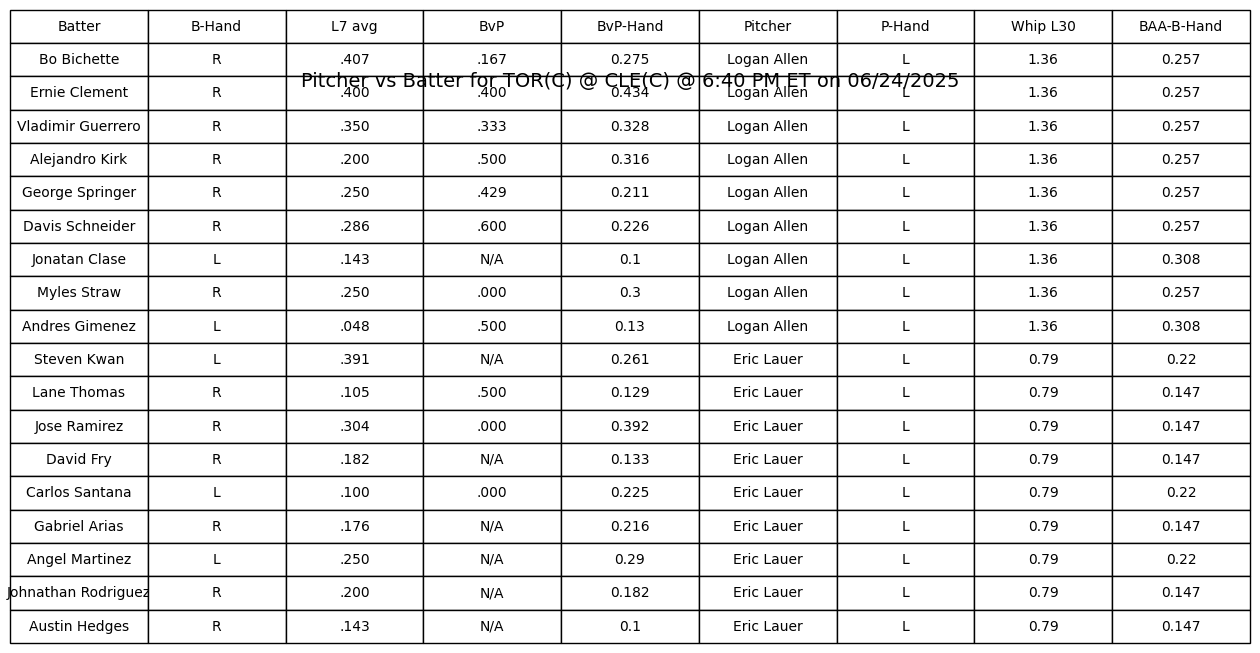 Batter B-Hand L7 avg BvP BvP-Hand Pitcher P-Hand Whip L30 BAA-B-Hand
Bo Bichette R .407 .167 0.275 Logan Allen L 1.36 0.257
Pitcher vs Batter for TOR(C) @ CLE(C) @ 6:40 PM ET on 06/24/2025
Ernie Clement R .400 .400 0.434 Logan Allen L 1.36 0.257
Vladimir Guerrero R .350 .333 0.328 Logan Allen L 1.36 0.257
Alejandro Kirk R .200 .500 0.316 Logan Allen L 1.36 0.257
George Springer R .250 .429 0.211 Logan Allen L 1.36 0.257
Davis Schneider R .286 .600 0.226 Logan Allen L 1.36 0.257
Jonatan Clase L .143 N/A 0.1 Logan Allen L 1.36 0.308
Myles Straw R .250 .000 0.3 Logan Allen L 1.36 0.257
Andres Gimenez L .048 .500 0.13 Logan Allen L 1.36 0.308
Steven Kwan L .391 N/A 0.261 Eric Lauer L 0.79 0.22
Lane Thomas R .105 .500 0.129 Eric Lauer L 0.79 0.147
Jose Ramirez R .304 .000 0.392 Eric Lauer L 0.79 0.147
David Fry R .182 N/A 0.133 Eric Lauer L 0.79 0.147
Carlos Santana L .100 .000 0.225 Eric Lauer L 0.79 0.22
Gabriel Arias R .176 N/A 0.216 Eric Lauer L 0.79 0.147
Angel Martinez L .250 N/A 0.29 Eric Lauer L 0.79 0.22
Johnathan Rodriguez R .200 N/A 0.182 Eric Lauer L 0.79 0.147
Austin Hedges R .143 N/A 0.1 Eric Lauer L 0.79 0.147